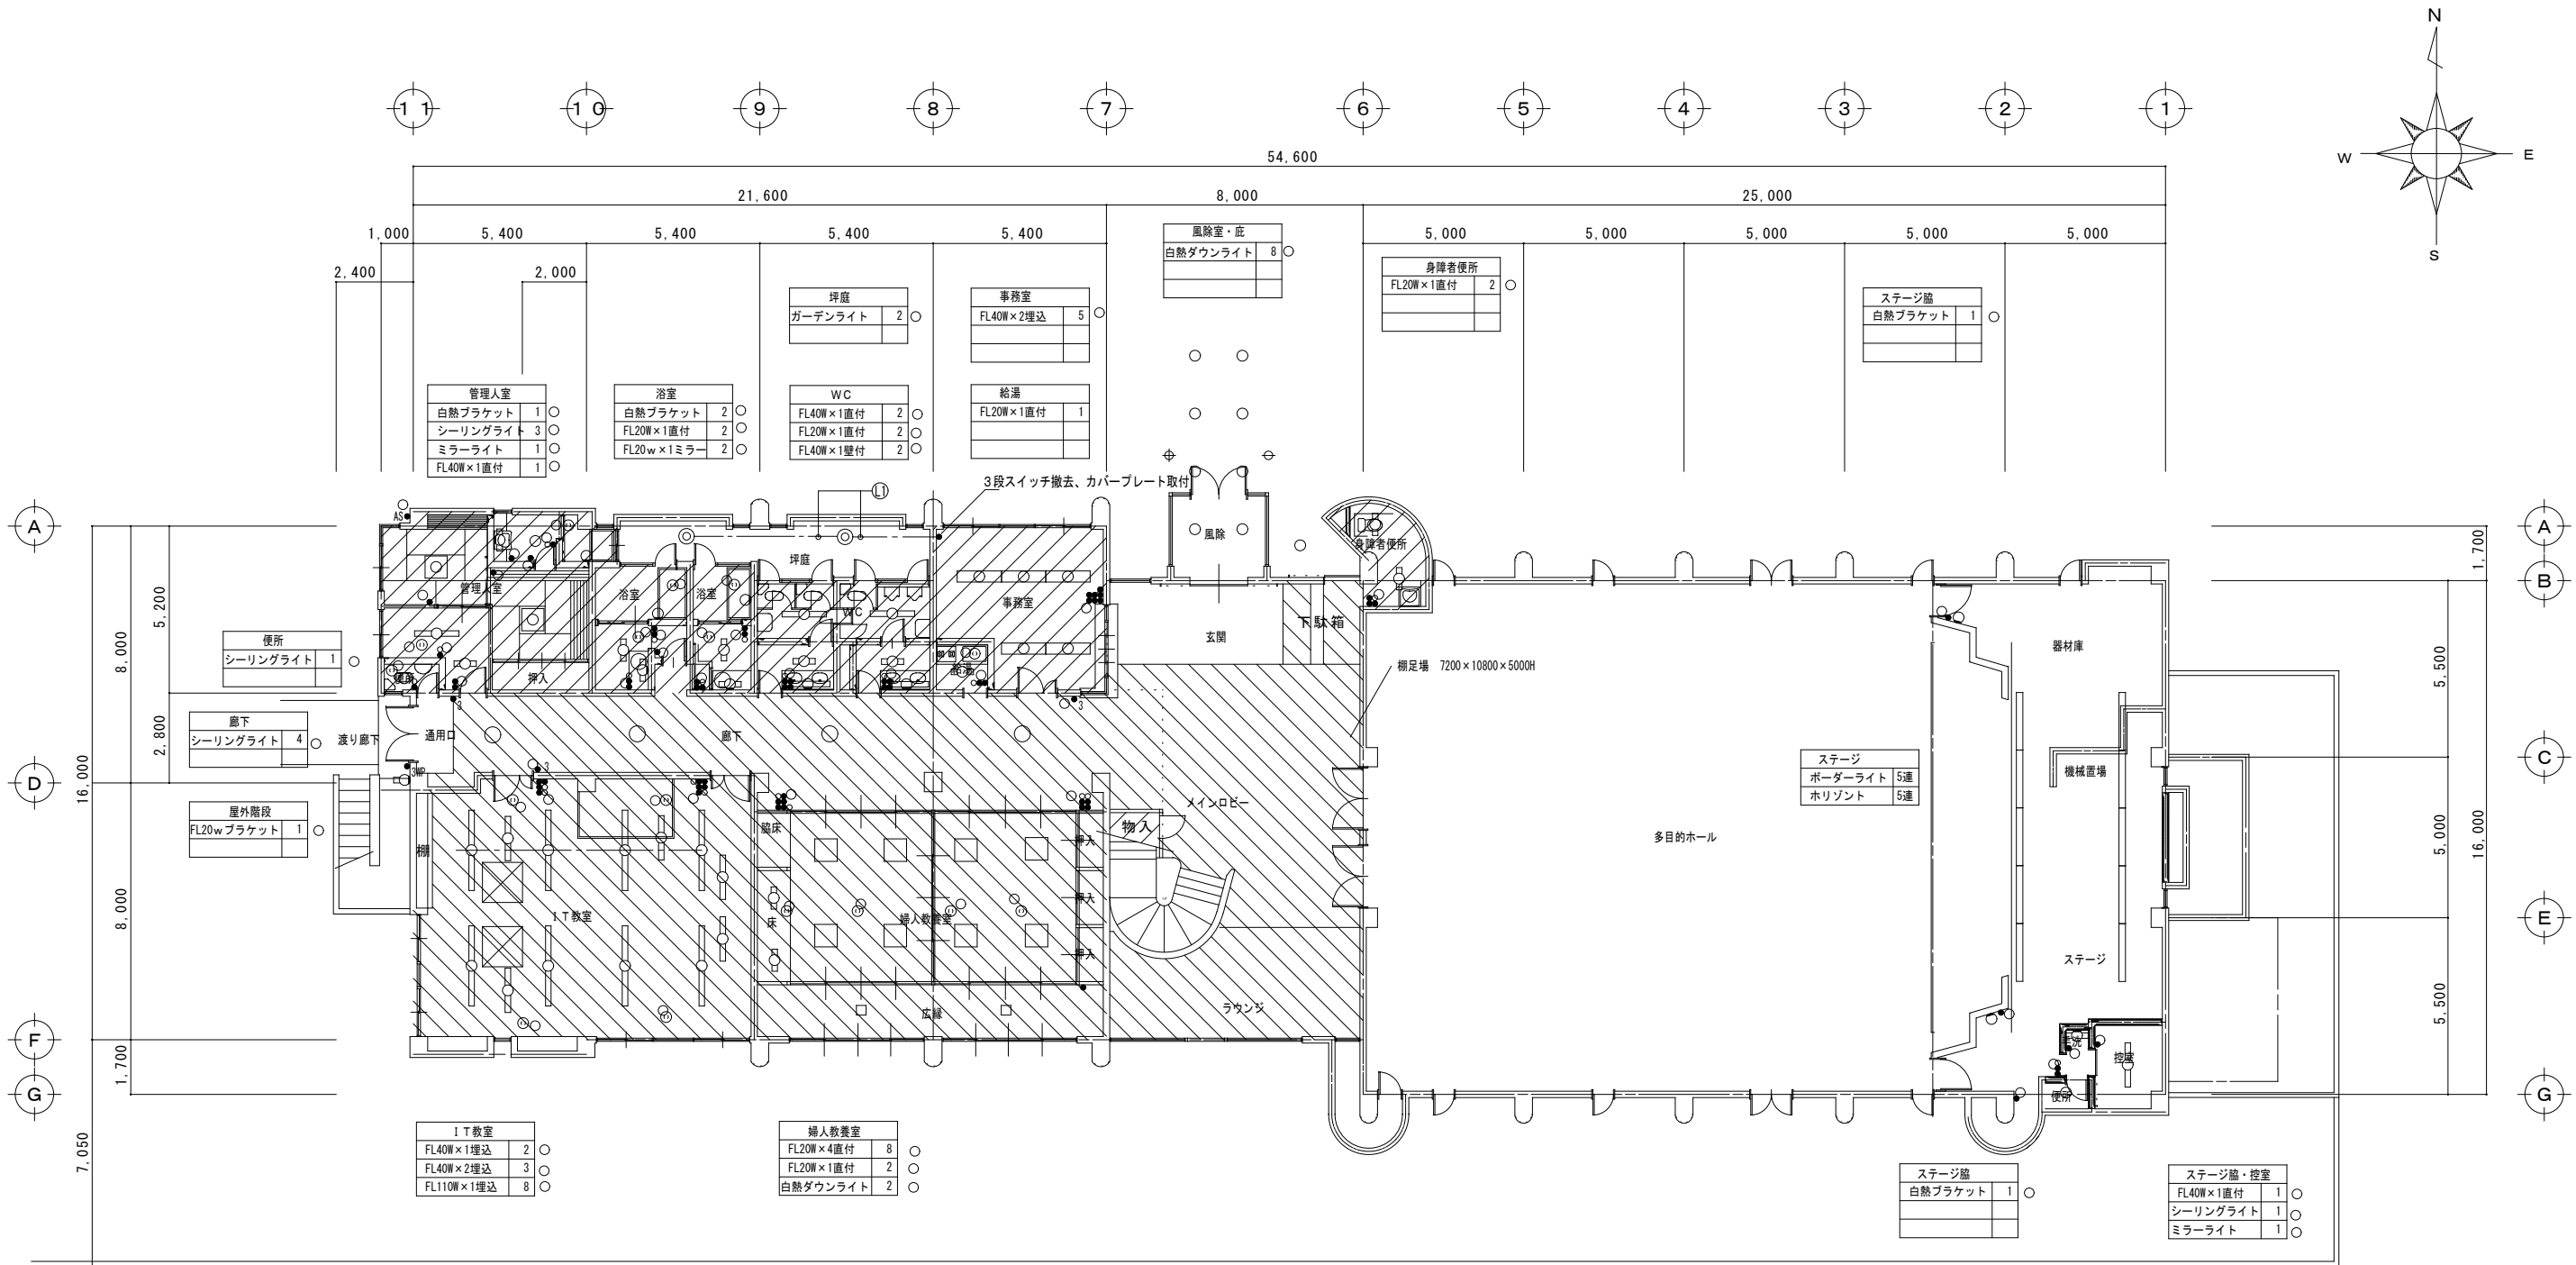 N
W
E
S
11
10
9
8
7
6
5
4
3
2
1
54,600
21,600
8,000
25,000
1,000
5,400
5,400
5,400
5,400
5,000
5,000
5,000
5,000
5,000
2,400
2,000
風除室・庇
白熱ダウンライト 8
身障者便所
FL20W×1直付 2
坪庭
ガーデンライト 2
事務室
FL40W×2埋込 5
ステージ脇
白熱ブラケット 1
管理人室
白熱ブラケット 1
シーリングライト 3
ミラーライト 1
FL40W×1直付 1
浴室
白熱ブラケット 2
FL20W×1直付 2
FL20w×1ミラー 2
WC
FL40W×1直付 2
FL20W×1直付 2
FL40W×1壁付 2
給湯
FL20W×1直付 1
3段スイッチ撤去、カバープレート取付
L1
A
A
B
AS
坪庭
風除
身障者便所
管理人室
浴室
浴室
WC
事務室
玄関
下駄箱
器材庫
便所
シーリングライト 1
便所
押入
給湯
棚足場 7200×10800×5000H
3
3
廊下
シーリングライト 4
渡り廊下
通用口
廊下
3WP
3
D
C
ステージ
ボーダーライト 5連
ホリゾント 5連
機械置場
メインロビー
屋外階段
FL20wブラケット 1
棚
脇床
物入
押入
多目的ホール
床
押入
IT教室
婦人教養室
押入
E
ステージ
広縁
ラウンジ
F
手洗
控室
便所
G
G
5,200
2,800
8,000
16,000
8,000
1,700
7,050
1,700
5,500
5,000
16,000
5,500
IT教室
FL40W×1埋込 2
FL40W×2埋込 3
FL110W×1埋込 8
婦人教養室
FL20W×4直付 8
FL20W×1直付 2
白熱ダウンライト 2
ステージ脇
白熱ブラケット 1
ステージ脇・控室
FL40W×1直付 1
シーリングライト 1
ミラーライト 1